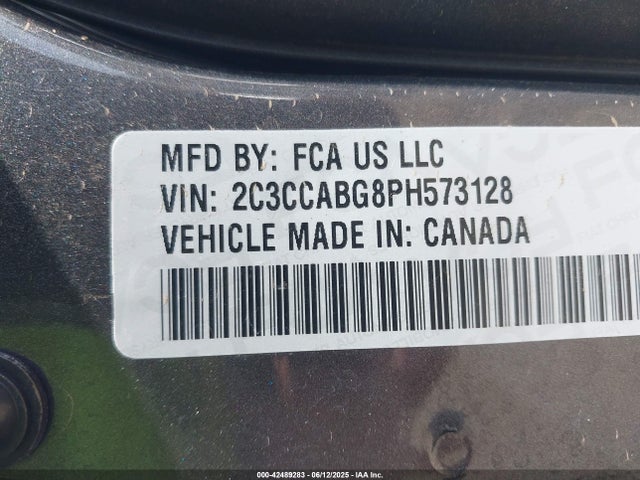 MFD BY: FCA US LLC
VIN: 2C3CCABG8PH573128
VEHICLE MADE IN: CANADA
000-42489283 - 06/12/2025 - IAA Inc.